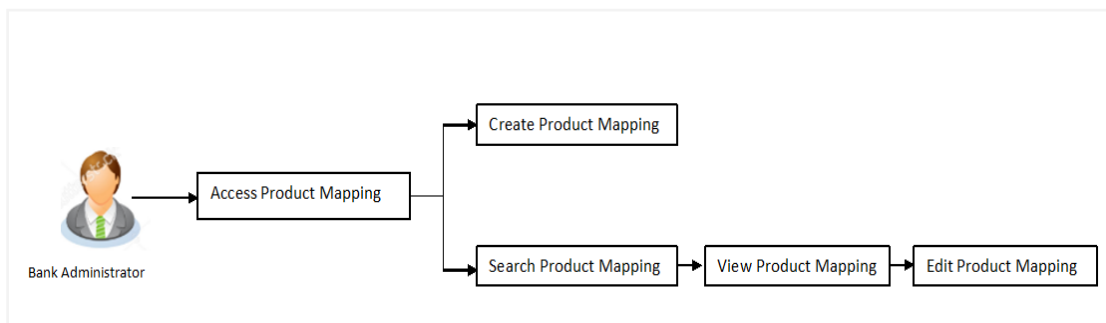 Create Product Mapping
Access Product Mapping
Bank Administrator
Search Product Mapping
View Product Mapping
Edit Product Mapping